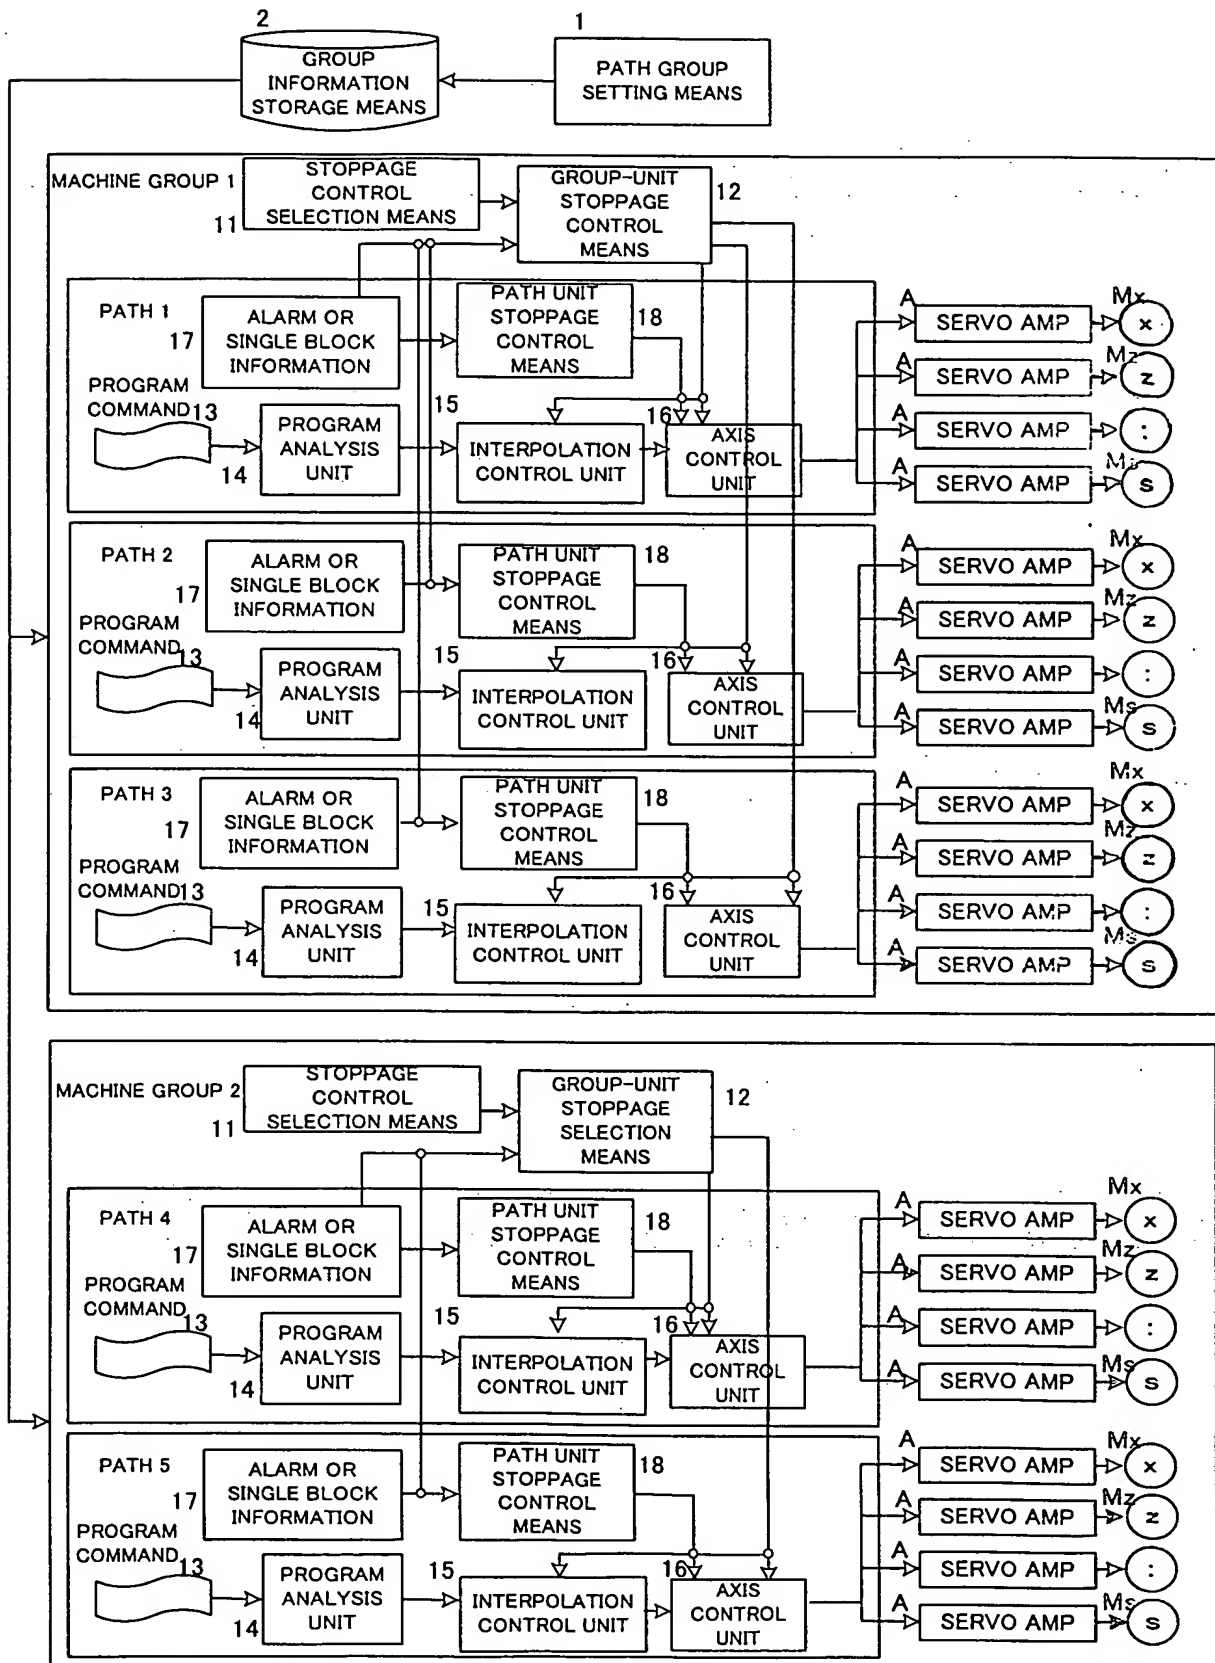 2
1
GROUP
INFORMATION
STORAGE MEANS
PATH GROUP
SETTING MEANS
MACHINE GROUP 1
11
STOPPAGE
CONTROL
SELECTION MEANS
GROUP-UNIT
STOPPAGE
CONTROL
MEANS
12
PATH 1
17
ALARM OR
SINGLE BLOCK
INFORMATION
PATH UNIT
STOPPAGE
CONTROL
MEANS
18
PROGRAM
COMMAND
13
14
PROGRAM
ANALYSIS
UNIT
15
INTERPOLATION
CONTROL UNIT
16
AXIS
CONTROL
UNIT
A
SERVO AMP
Mx
x
A
SERVO AMP
Mz
z
A
SERVO AMP
:
A
SERVO AMP
Ms
s
PATH 2
17
ALARM OR
SINGLE BLOCK
INFORMATION
PATH UNIT
STOPPAGE
CONTROL
MEANS
18
PROGRAM
COMMAND
13
14
PROGRAM
ANALYSIS
UNIT
15
INTERPOLATION
CONTROL UNIT
16
AXIS
CONTROL
UNIT
A
SERVO AMP
Mx
x
A
SERVO AMP
Mz
z
A
SERVO AMP
:
A
SERVO AMP
Ms
s
PATH 3
17
ALARM OR
SINGLE BLOCK
INFORMATION
PATH UNIT
STOPPAGE
CONTROL
MEANS
18
PROGRAM
COMMAND
13
14
PROGRAM
ANALYSIS
UNIT
15
INTERPOLATION
CONTROL UNIT
16
AXIS
CONTROL
UNIT
A
SERVO AMP
Mx
x
A
SERVO AMP
Mz
z
A
SERVO AMP
:
A
SERVO AMP
Ms
s
MACHINE GROUP 2
11
STOPPAGE
CONTROL
SELECTION MEANS
GROUP-UNIT
STOPPAGE
SELECTION
MEANS
12
PATH 4
17
ALARM OR
SINGLE BLOCK
INFORMATION
PATH UNIT
STOPPAGE
CONTROL
MEANS
18
PROGRAM
COMMAND
13
14
PROGRAM
ANALYSIS
UNIT
15
INTERPOLATION
CONTROL UNIT
16
AXIS
CONTROL
UNIT
A
SERVO AMP
Mx
x
A
SERVO AMP
Mz
z
A
SERVO AMP
:
A
SERVO AMP
Ms
s
PATH 5
17
ALARM OR
SINGLE BLOCK
INFORMATION
PATH UNIT
STOPPAGE
CONTROL
MEANS
18
PROGRAM
COMMAND
13
14
PROGRAM
ANALYSIS
UNIT
15
INTERPOLATION
CONTROL UNIT
16
AXIS
CONTROL
UNIT
A
SERVO AMP
Mx
x
A
SERVO AMP
Mz
z
A
SERVO AMP
:
A
SERVO AMP
Ms
s